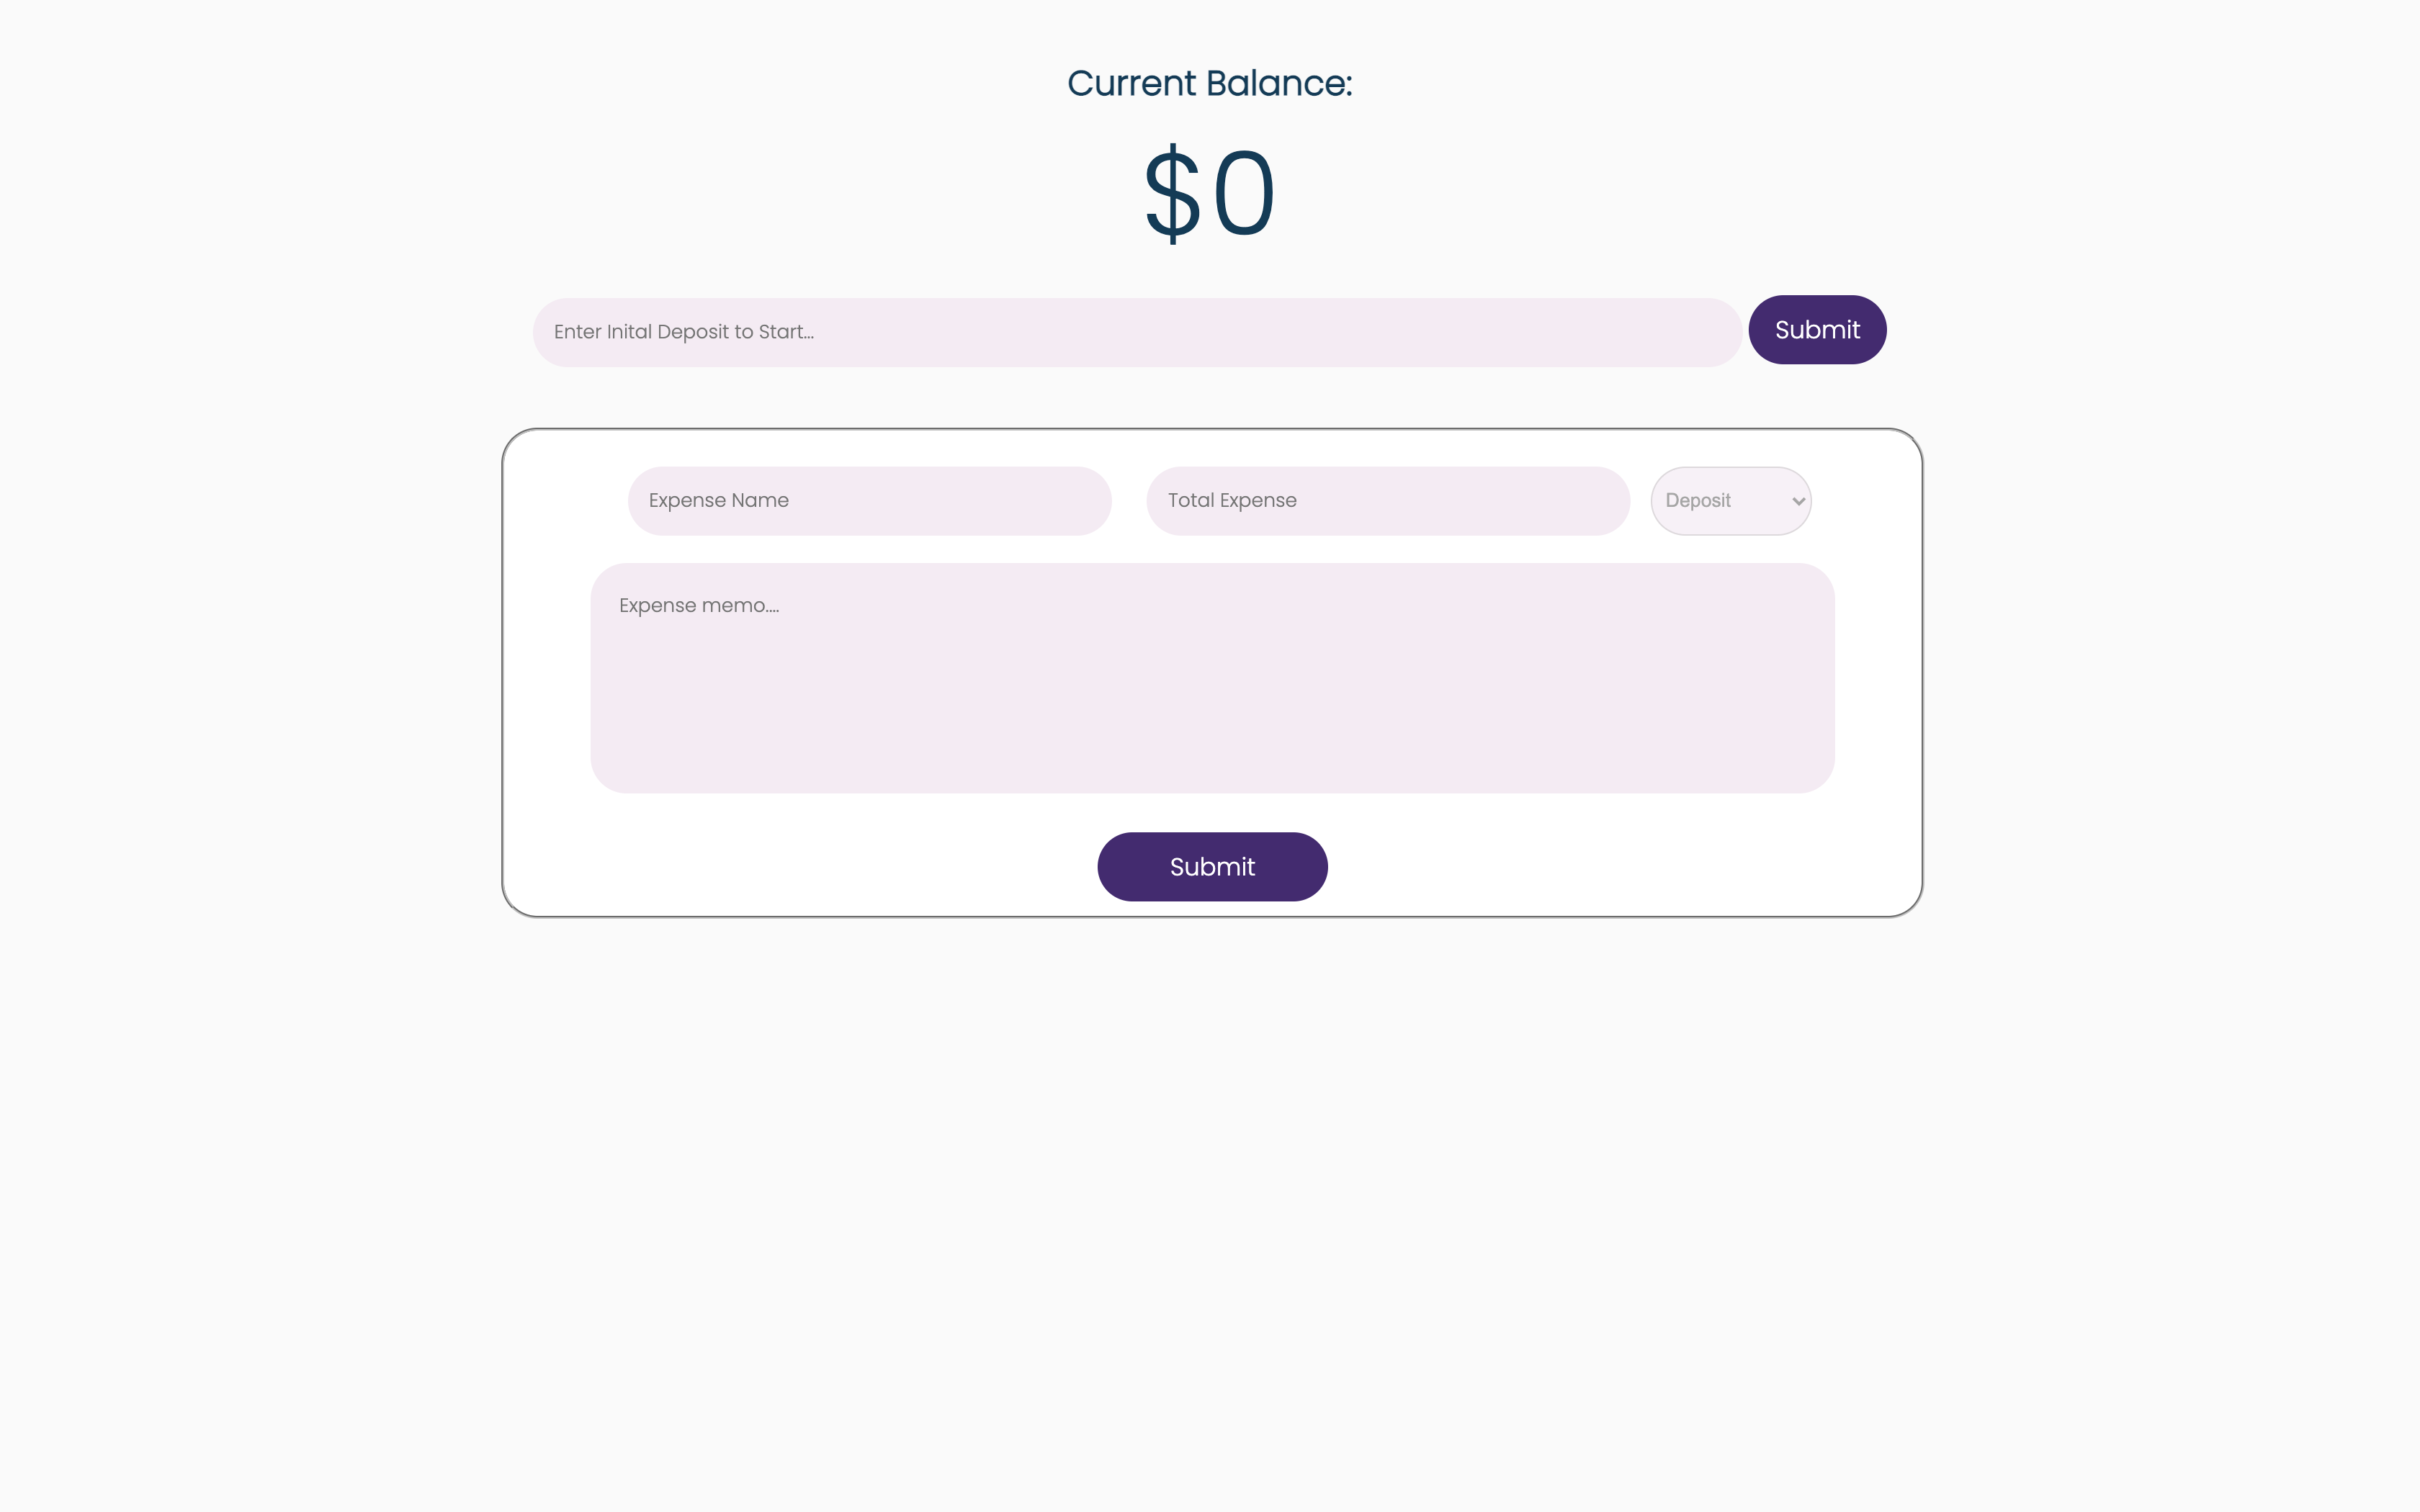 Current Balance:
$0
Enter Inital Deposit to Start...
Submit
Expense Name
Total Expense
Deposit
Expense memo....
Submit